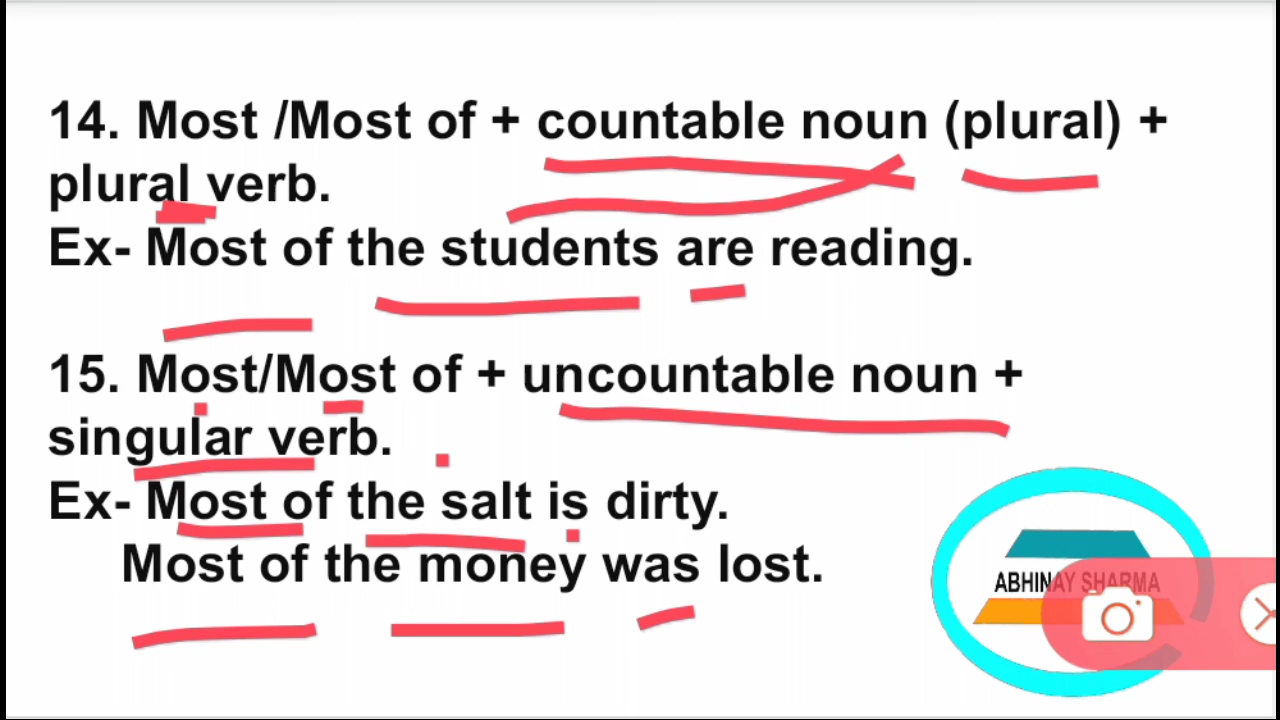 14. Most /Most of + countable noun (plural) +
plural verb.
Ex- Most of the students are reading.
15. Most/Most of + uncountable noun +
singular verb.
Ex- Most of the salt is dirty.
Most of the money was lost.
ABHINAY SHARMA